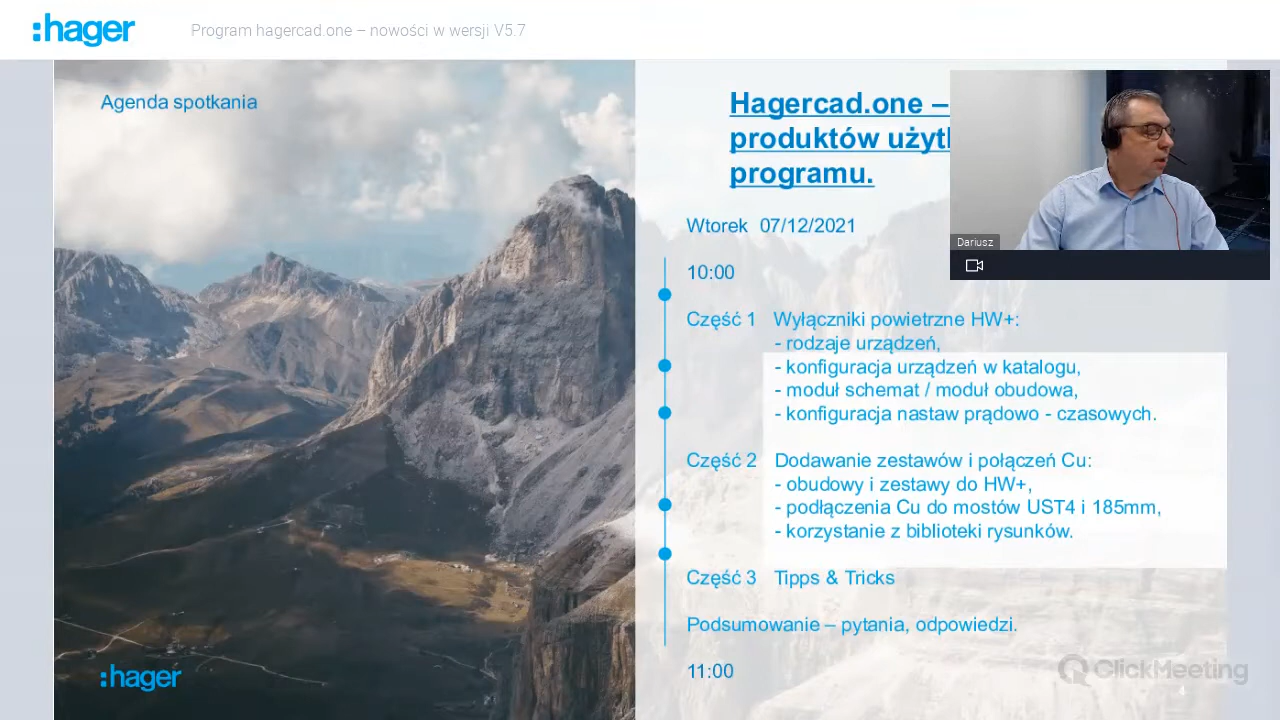 :hager
Program hagercad.one – nowości w wersji V5.7
Agenda spotkania
Hagercad.one –
produktów
programu.
Dariusz
Wtorek 07/12/2021
10:00
Część 1 Wyłączniki powietrzne HW+:
- rodzaje urządzeń,
- konfiguracja urządzeń w katalogu,
- moduł schemat / moduł obudowa,
- konfiguracja nastaw prądowo - czasowych.
Część 2 Dodawanie zestawów i połączeń Cu:
- obudowy i zestawy do HW+,
- podłączenia Cu do mostów UST4 i 185mm,
- korzystanie z biblioteki rysunków.
Część 3 Tipps & Tricks
Podsumowanie – pytania, odpowiedzi.
11:00
:hager
ClickMeeting
4